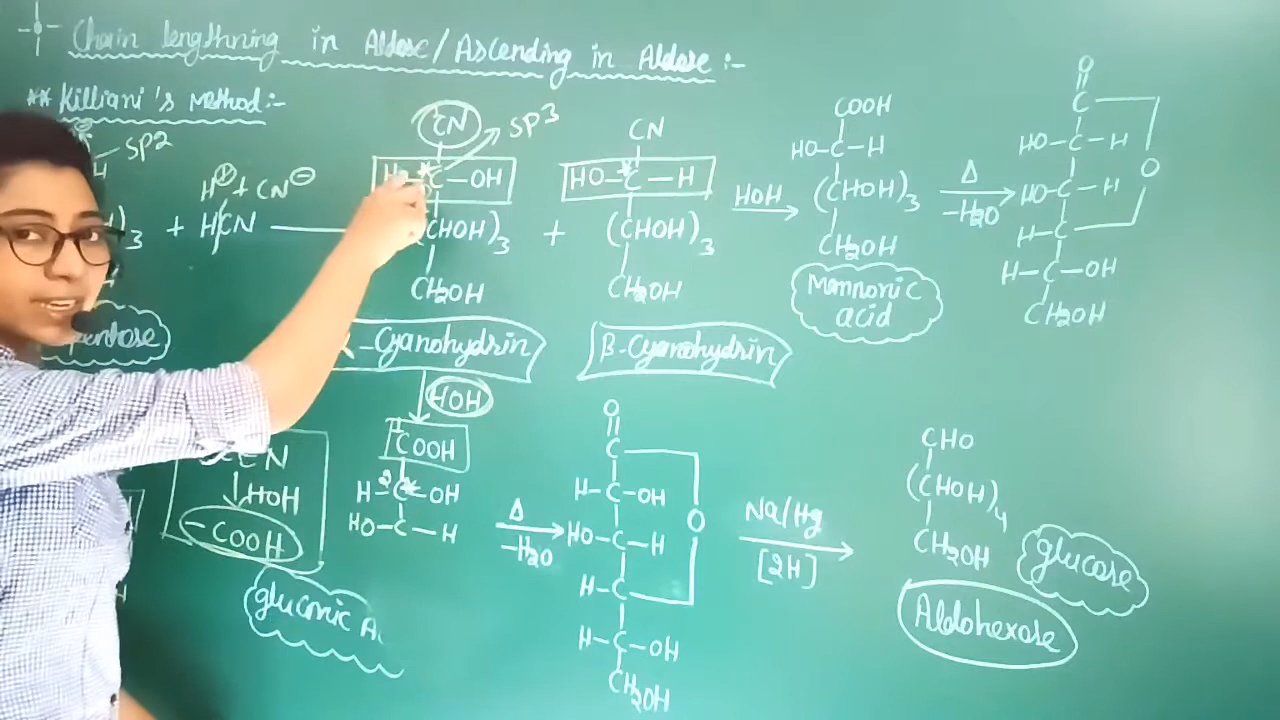 Chain lengthning in Aldose/Ascending in Aldose :-
** Killiani's Method:-
SP2
H
H⊕ + CN⊖
)3 + HCN
CN
SP3
C—OH
(CHOH)3
CH2OH
+
CN
HO—C*—H
(CHOH)3
CH2OH
HOH
COOH
HO—C—H
(CHOH)3
CH2OH
Mannonic
acid
Δ
−H2O
O
C
HO—C—H
HO—C—H
H—C
O
H—C—OH
CH2OH
-Cyanohydrin
β-Cyanohydrin
HOH
CN
HOH
-COOH
COOH
H—C*—OH
HO—C—H
gluconic A
Δ
−H2O
O
C
H—C—OH
HO—C—H
H—C
O
H—C—OH
CH2OH
Na/Hg
[2H]
CHO
(CHOH)4
CH2OH
glucose
Aldohexose